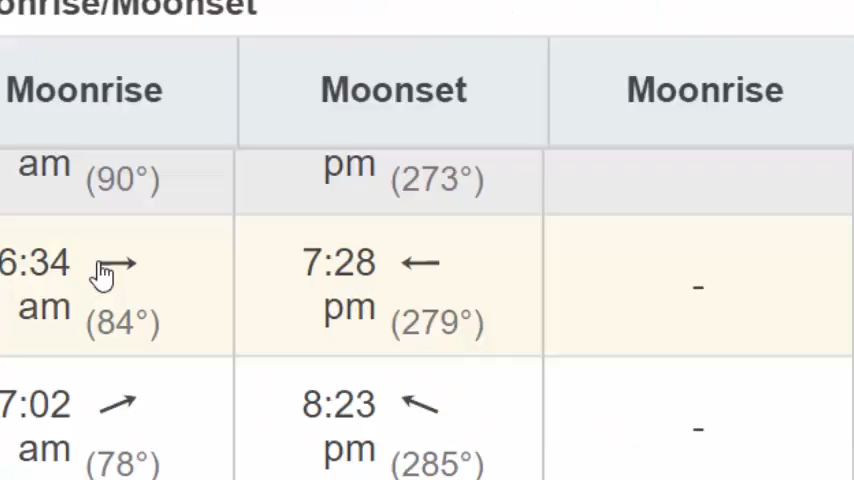 onrise/Moonset
Moonrise Moonset Moonrise
am (90°) pm (273°)
6:34 → 7:28 ← -
am (84°) pm (279°)
7:02 8:23 -
am (78°) pm (285°)